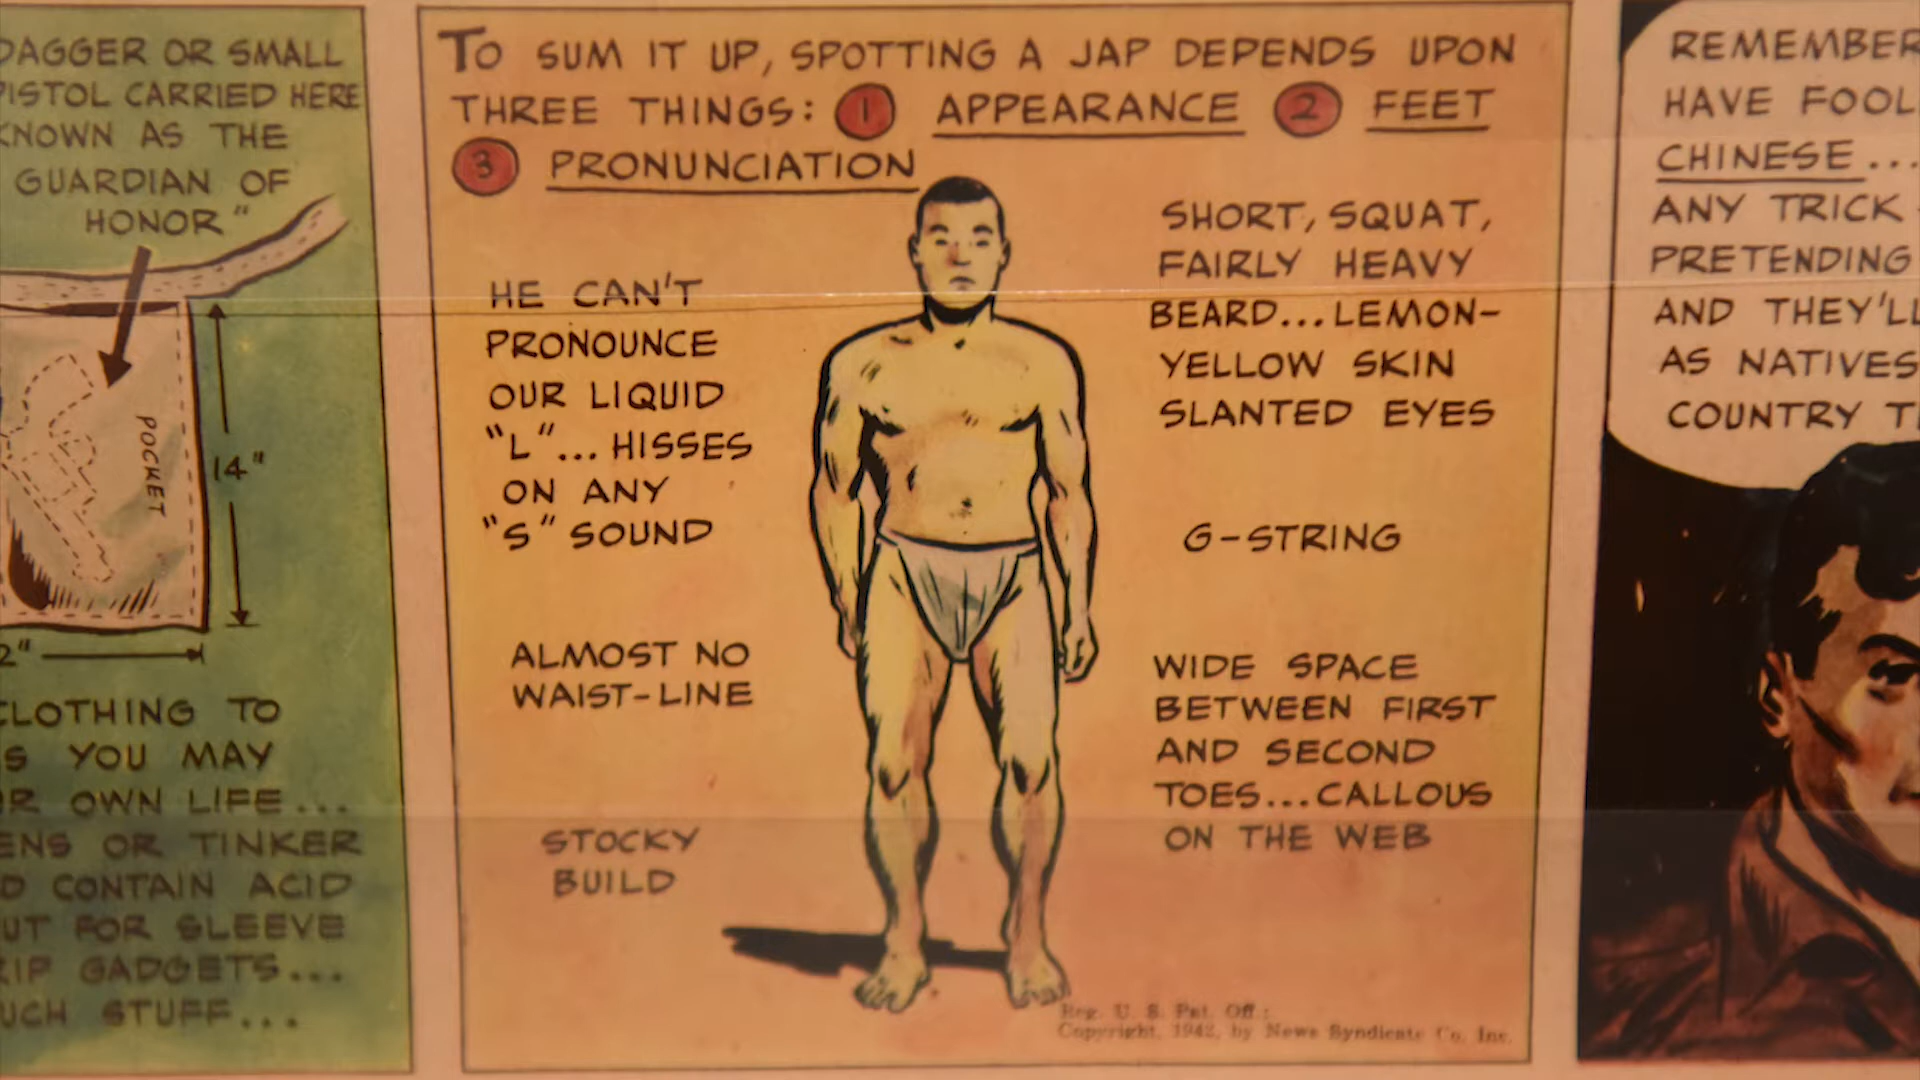 DAGGER OR SMALL
PISTOL CARRIED HERE
KNOWN AS THE
GUARDIAN OF
HONOR"
POCKET
14"
2"
CLOTHING TO
YOU MAY
OWN LIFE...
OR TINKER
CONTAIN ACID
FOR SLEEVE
GADGETS...
STUFF...
TO SUM IT UP, SPOTTING A JAP DEPENDS UPON
THREE THINGS: 1 APPEARANCE 2 FEET
3 PRONUNCIATION
HE CAN'T
PRONOUNCE
OUR LIQUID
"L"... HISSES
ON ANY
"S" SOUND
ALMOST NO
WAIST-LINE
STOCKY
BUILD
SHORT, SQUAT,
FAIRLY HEAVY
BEARD...LEMON-
YELLOW SKIN
SLANTED EYES
G-STRING
WIDE SPACE
BETWEEN FIRST
AND SECOND
TOES...CALLOUS
ON THE WEB
Reg. U. S. Pat. Off.:
Copyright, 1942, by News Syndicate Co. Inc.
REMEMBER
HAVE FOOL
CHINESE...
ANY TRICK
PRETENDING
AND THEY'LL
AS NATIVES
COUNTRY